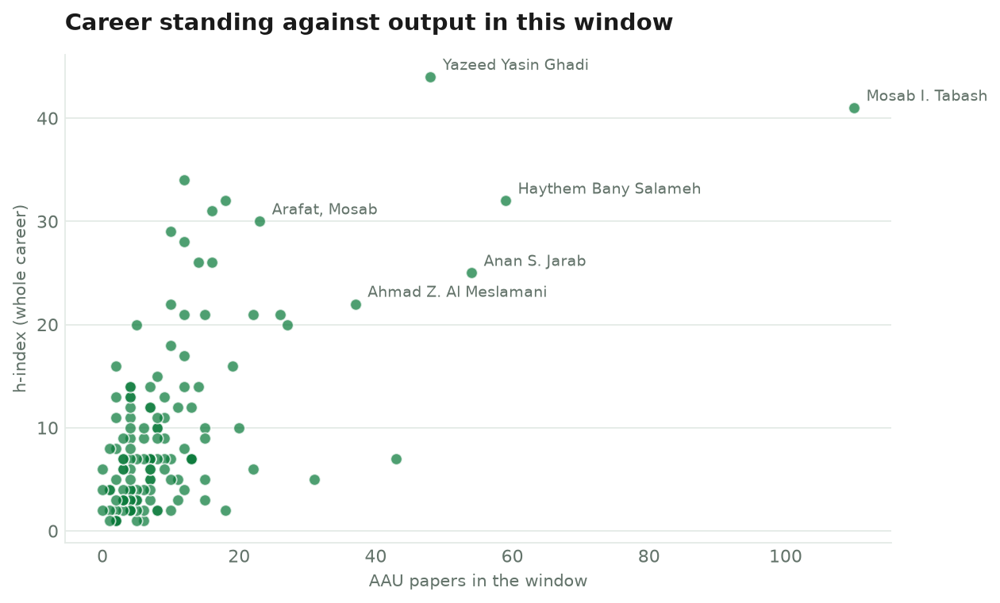 Career standing against output in this window
Yazeed Yasin Ghadi
Mosab I. Tabash
40
Haythem Bany Salameh
Arafat, Mosab
30
Anan S. Jarab
Ahmad Z. Al Meslamani
20
10
0
h-index (whole career)
0 20 40 60 80 100
AAU papers in the window